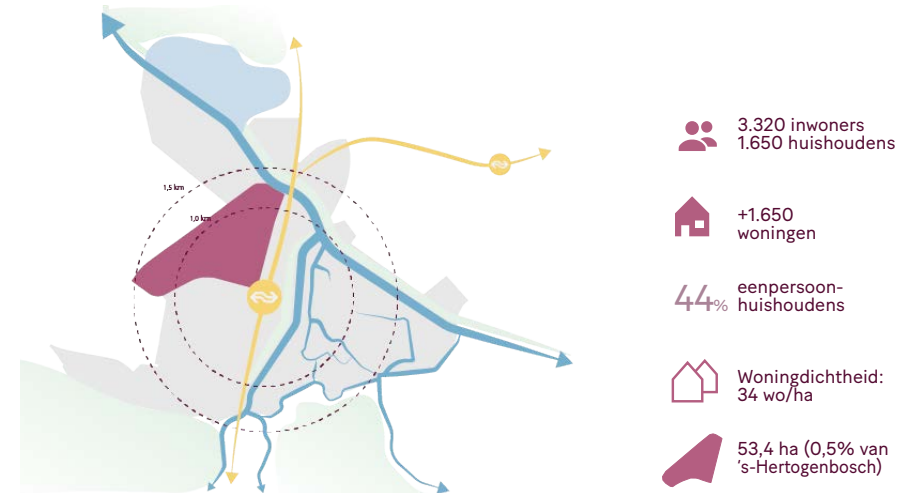 1,5 km
1,0 km
3.320 inwoners
1.650 huishoudens
+1.650
woningen
44%
eenpersoon-
huishoudens
Woningdichtheid:
34 wo/ha
53,4 ha (0,5% van
's-Hertogenbosch)